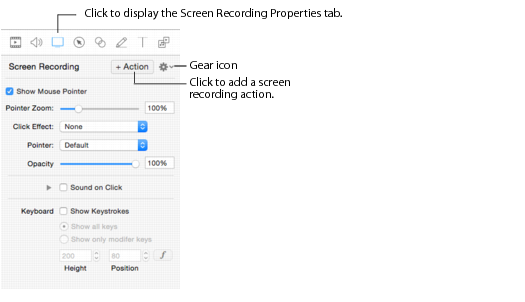 Click to display the Screen Recording Properties tab.
Screen Recording
+ Action
Gear icon
Click to add a screen
recording action.
Show Mouse Pointer
Pointer Zoom: 100%
Click Effect: None
Pointer: Default
Opacity 100%
Sound on Click
Keyboard Show Keystrokes
Show all keys
Show only modifer keys
200 80 f
Height Position